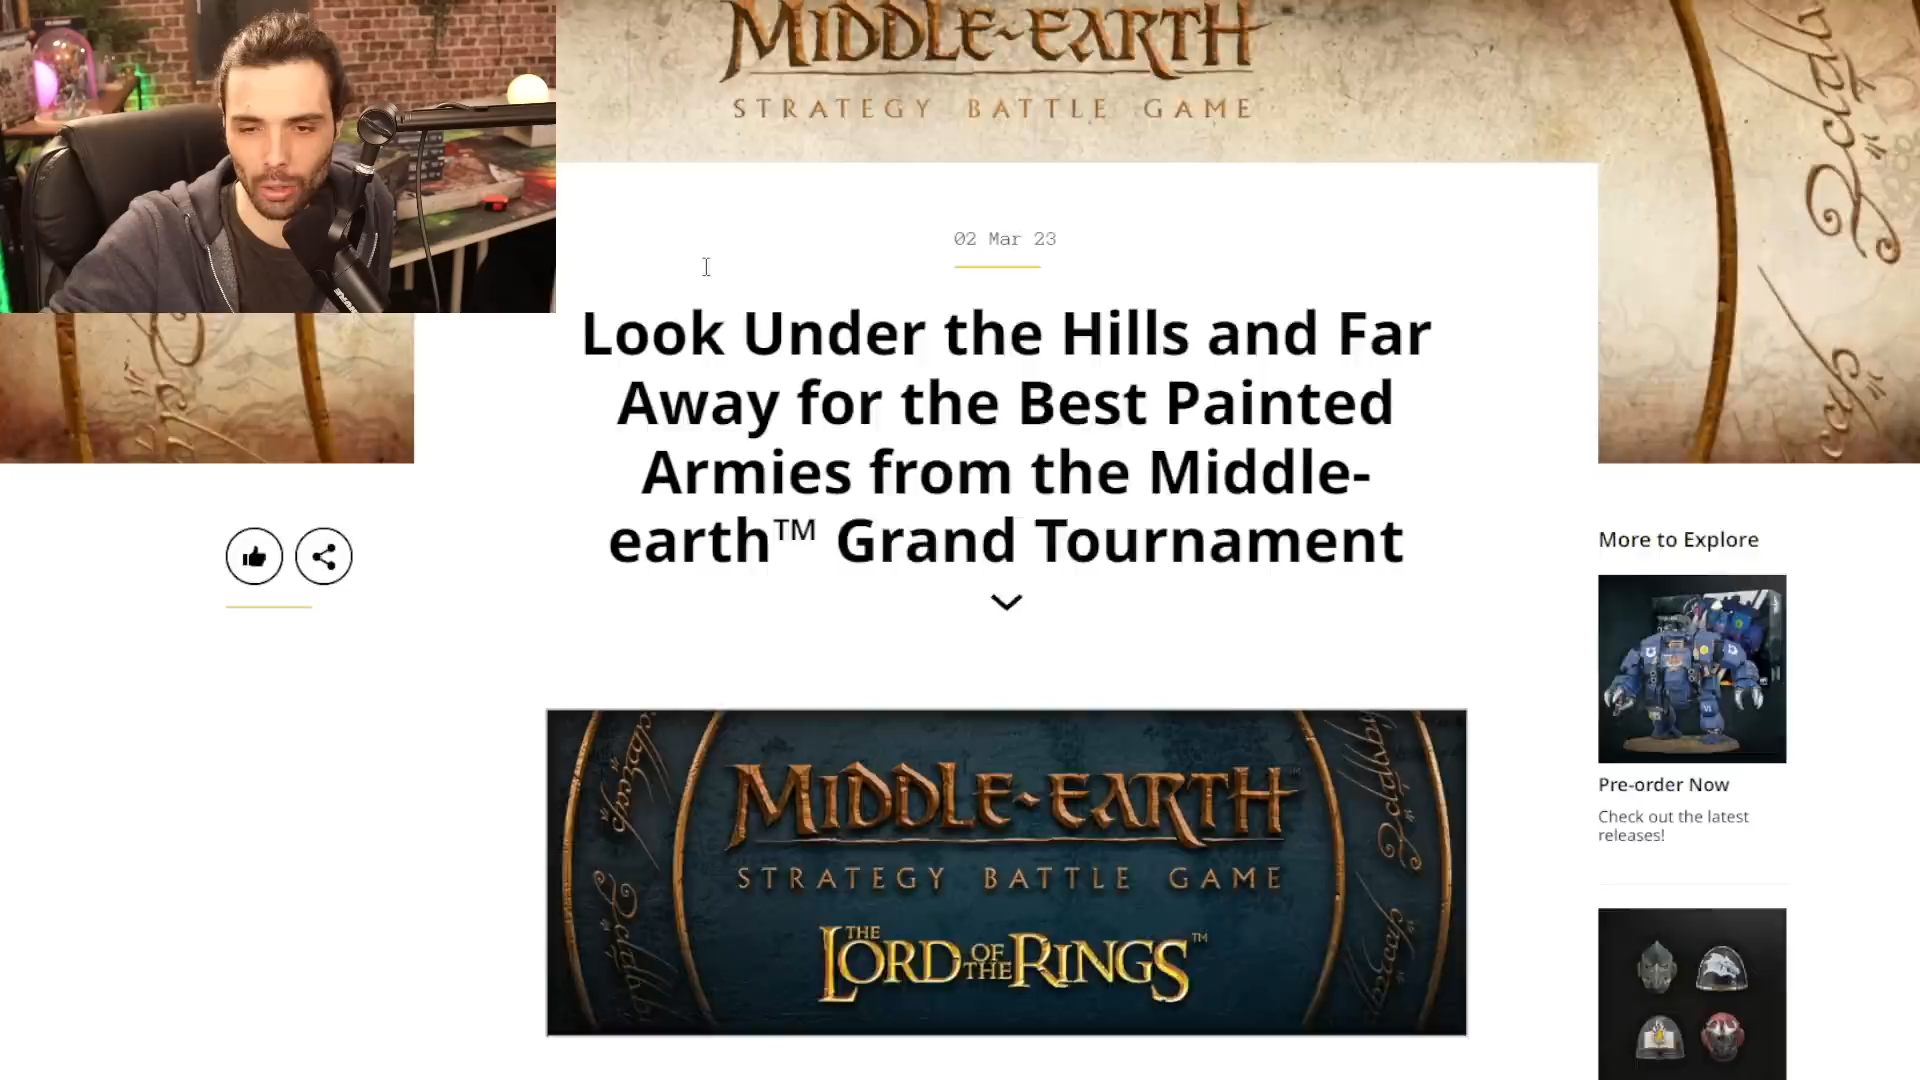 MIDDLE-EARTH
STRATEGY BATTLE GAME
02 Mar 23
Look Under the Hills and Far
Away for the Best Painted
Armies from the Middle-
earth™ Grand Tournament
MIDDLE-EARTH™
STRATEGY BATTLE GAME
THE LORD OF THE RINGS™
More to Explore
Pre-order Now
Check out the latest
releases!